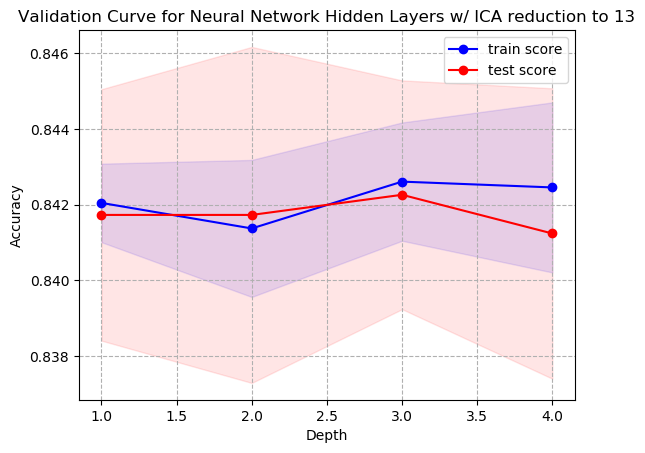 Validation Curve for Neural Network Hidden Layers w/ ICA reduction to 13
train score
test score
0.846
0.844
0.842
0.840
0.838
Accuracy
1.0 1.5 2.0 2.5 3.0 3.5 4.0
Depth